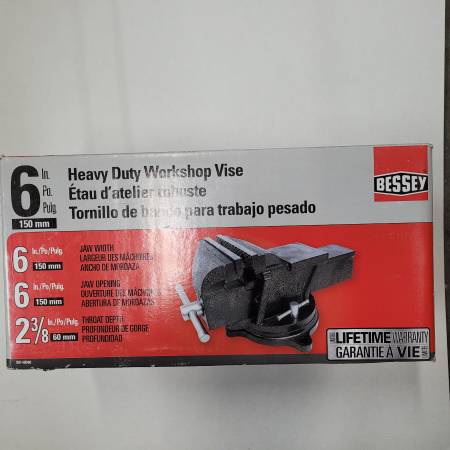 6 In.
Po.
Pulg
150 mm
Heavy Duty Workshop Vise
Étau d'atelier robuste
Tornillo de banco para trabajo pesado
BESSEY
6 In./Po/Pulg.
150 mm
JAW WIDTH
LARGEUR DES MÂCHOIRES
ANCHO DE MORDAZA
6 In./Po/Pulg.
150 mm
JAW OPENING
OUVERTURE DES MÂCHOIRES
ABERTURA DE MORDAZAS
2 3/8 In./Po/Pulg.
60 mm
THROAT DEPTH
PROFONDEUR DE GORGE
PROFUNDIDAD
LIFETIME WARRANTY
GARANTIE À VIE